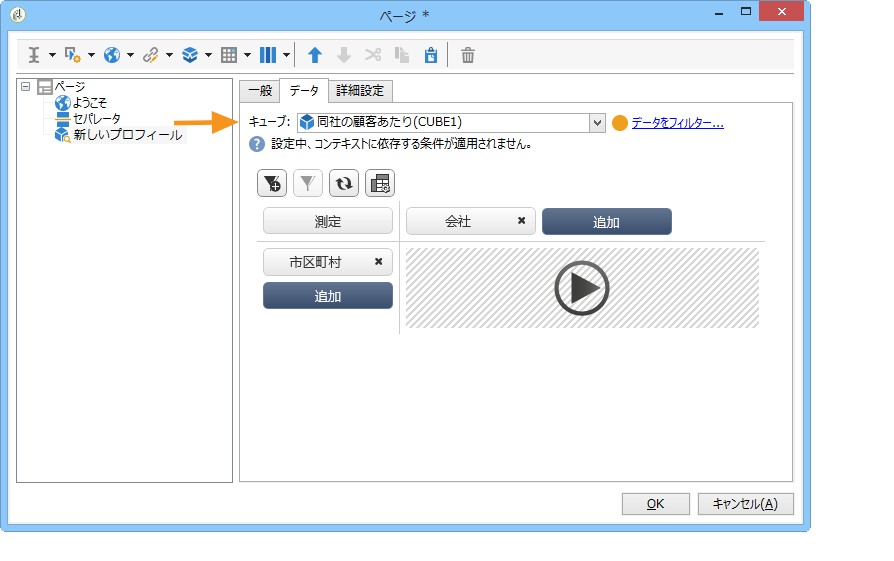 ページ *
ページ
ようこそ
セパレータ
新しいプロフィール
一般 データ 詳細設定
キューブ: 同社の顧客あたり(CUBE1) データをフィルター...
設定中、コンテキストに依存する条件が適用されません。
測定 会社 追加
市区町村
追加
OK キャンセル(A)